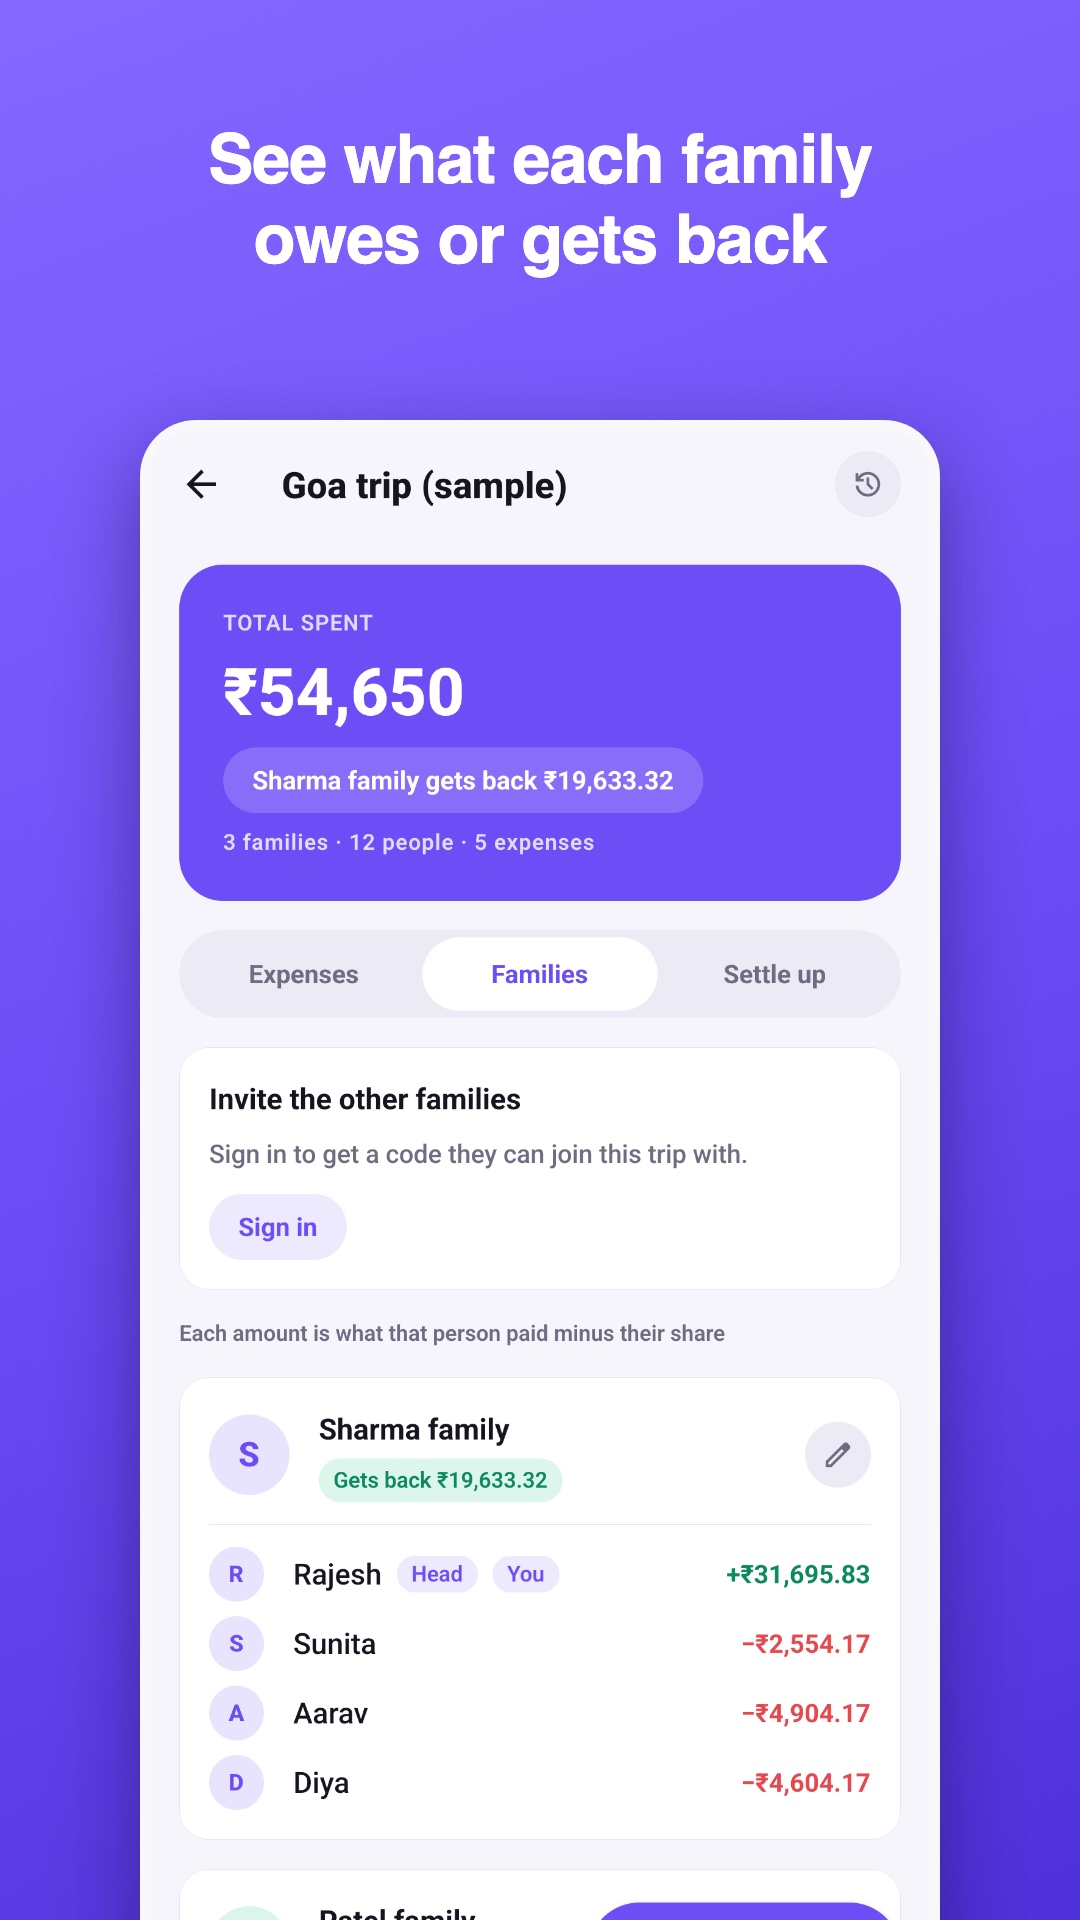 See what each family
owes or gets back
Goa trip (sample)
TOTAL SPENT
₹54,650
Sharma family gets back ₹19,633.32
3 families · 12 people · 5 expenses
Expenses Families Settle up
Invite the other families
Sign in to get a code they can join this trip with.
Sign in
Each amount is what that person paid minus their share
S Sharma family
Gets back ₹19,633.32
R Rajesh Head You +₹31,695.83
S Sunita −₹2,554.17
A Aarav −₹4,904.17
D Diya −₹4,604.17
Patel family